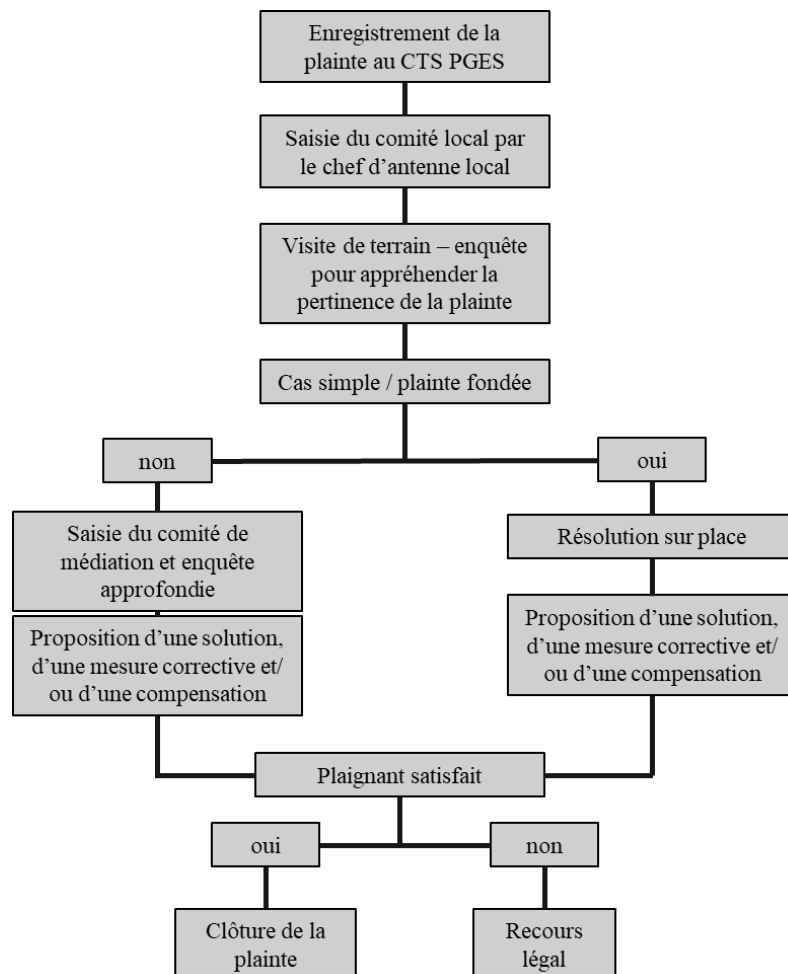 Enregistrement de la
plainte au CTS PGES
Saisie du comité local par
le chef d’antenne local
Visite de terrain – enquête
pour appréhender la
pertinence de la plainte
Cas simple / plainte fondée
non
oui
Saisie du comité de
médiation et enquête
approfondie
Résolution sur place
Proposition d’une solution,
d’une mesure corrective et/
ou d’une compensation
Proposition d’une solution,
d’une mesure corrective et/
ou d’une compensation
Plaignant satisfait
oui
non
Clôture de la
plainte
Recours
légal